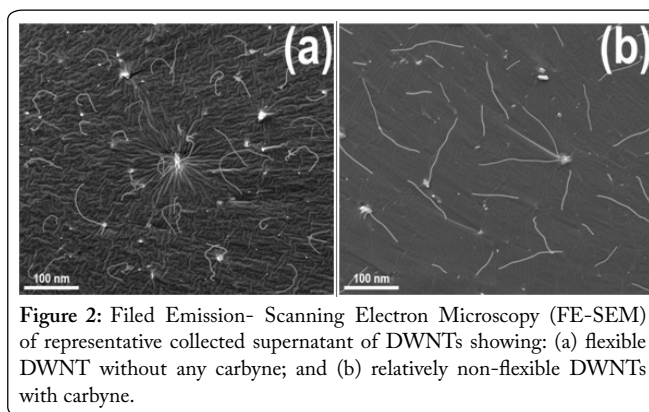 (a)
(b)
100 nm
100 nm
Figure 2: Filed Emission- Scanning Electron Microscopy (FE-SEM)
of representative collected supernatant of DWNTs showing: (a) flexible
DWNT without any carbyne; and (b) relatively non-flexible DWNTs
with carbyne.